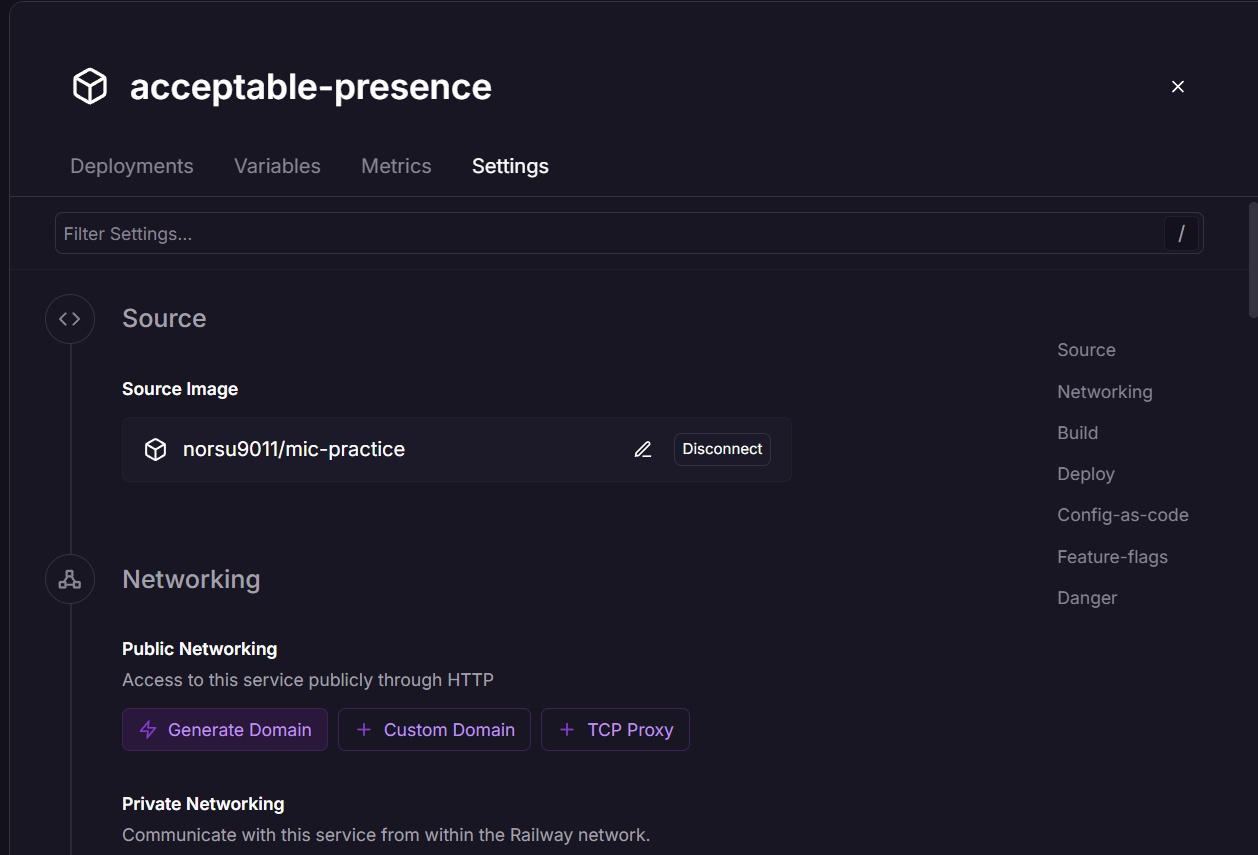 acceptable-presence
Deployments Variables Metrics Settings
Filter Settings... /
Source
Source Image
norsu9011/mic-practice Disconnect
Networking
Public Networking
Access to this service publicly through HTTP
Generate Domain + Custom Domain + TCP Proxy
Private Networking
Communicate with this service from within the Railway network.
Source
Networking
Build
Deploy
Config-as-code
Feature-flags
Danger